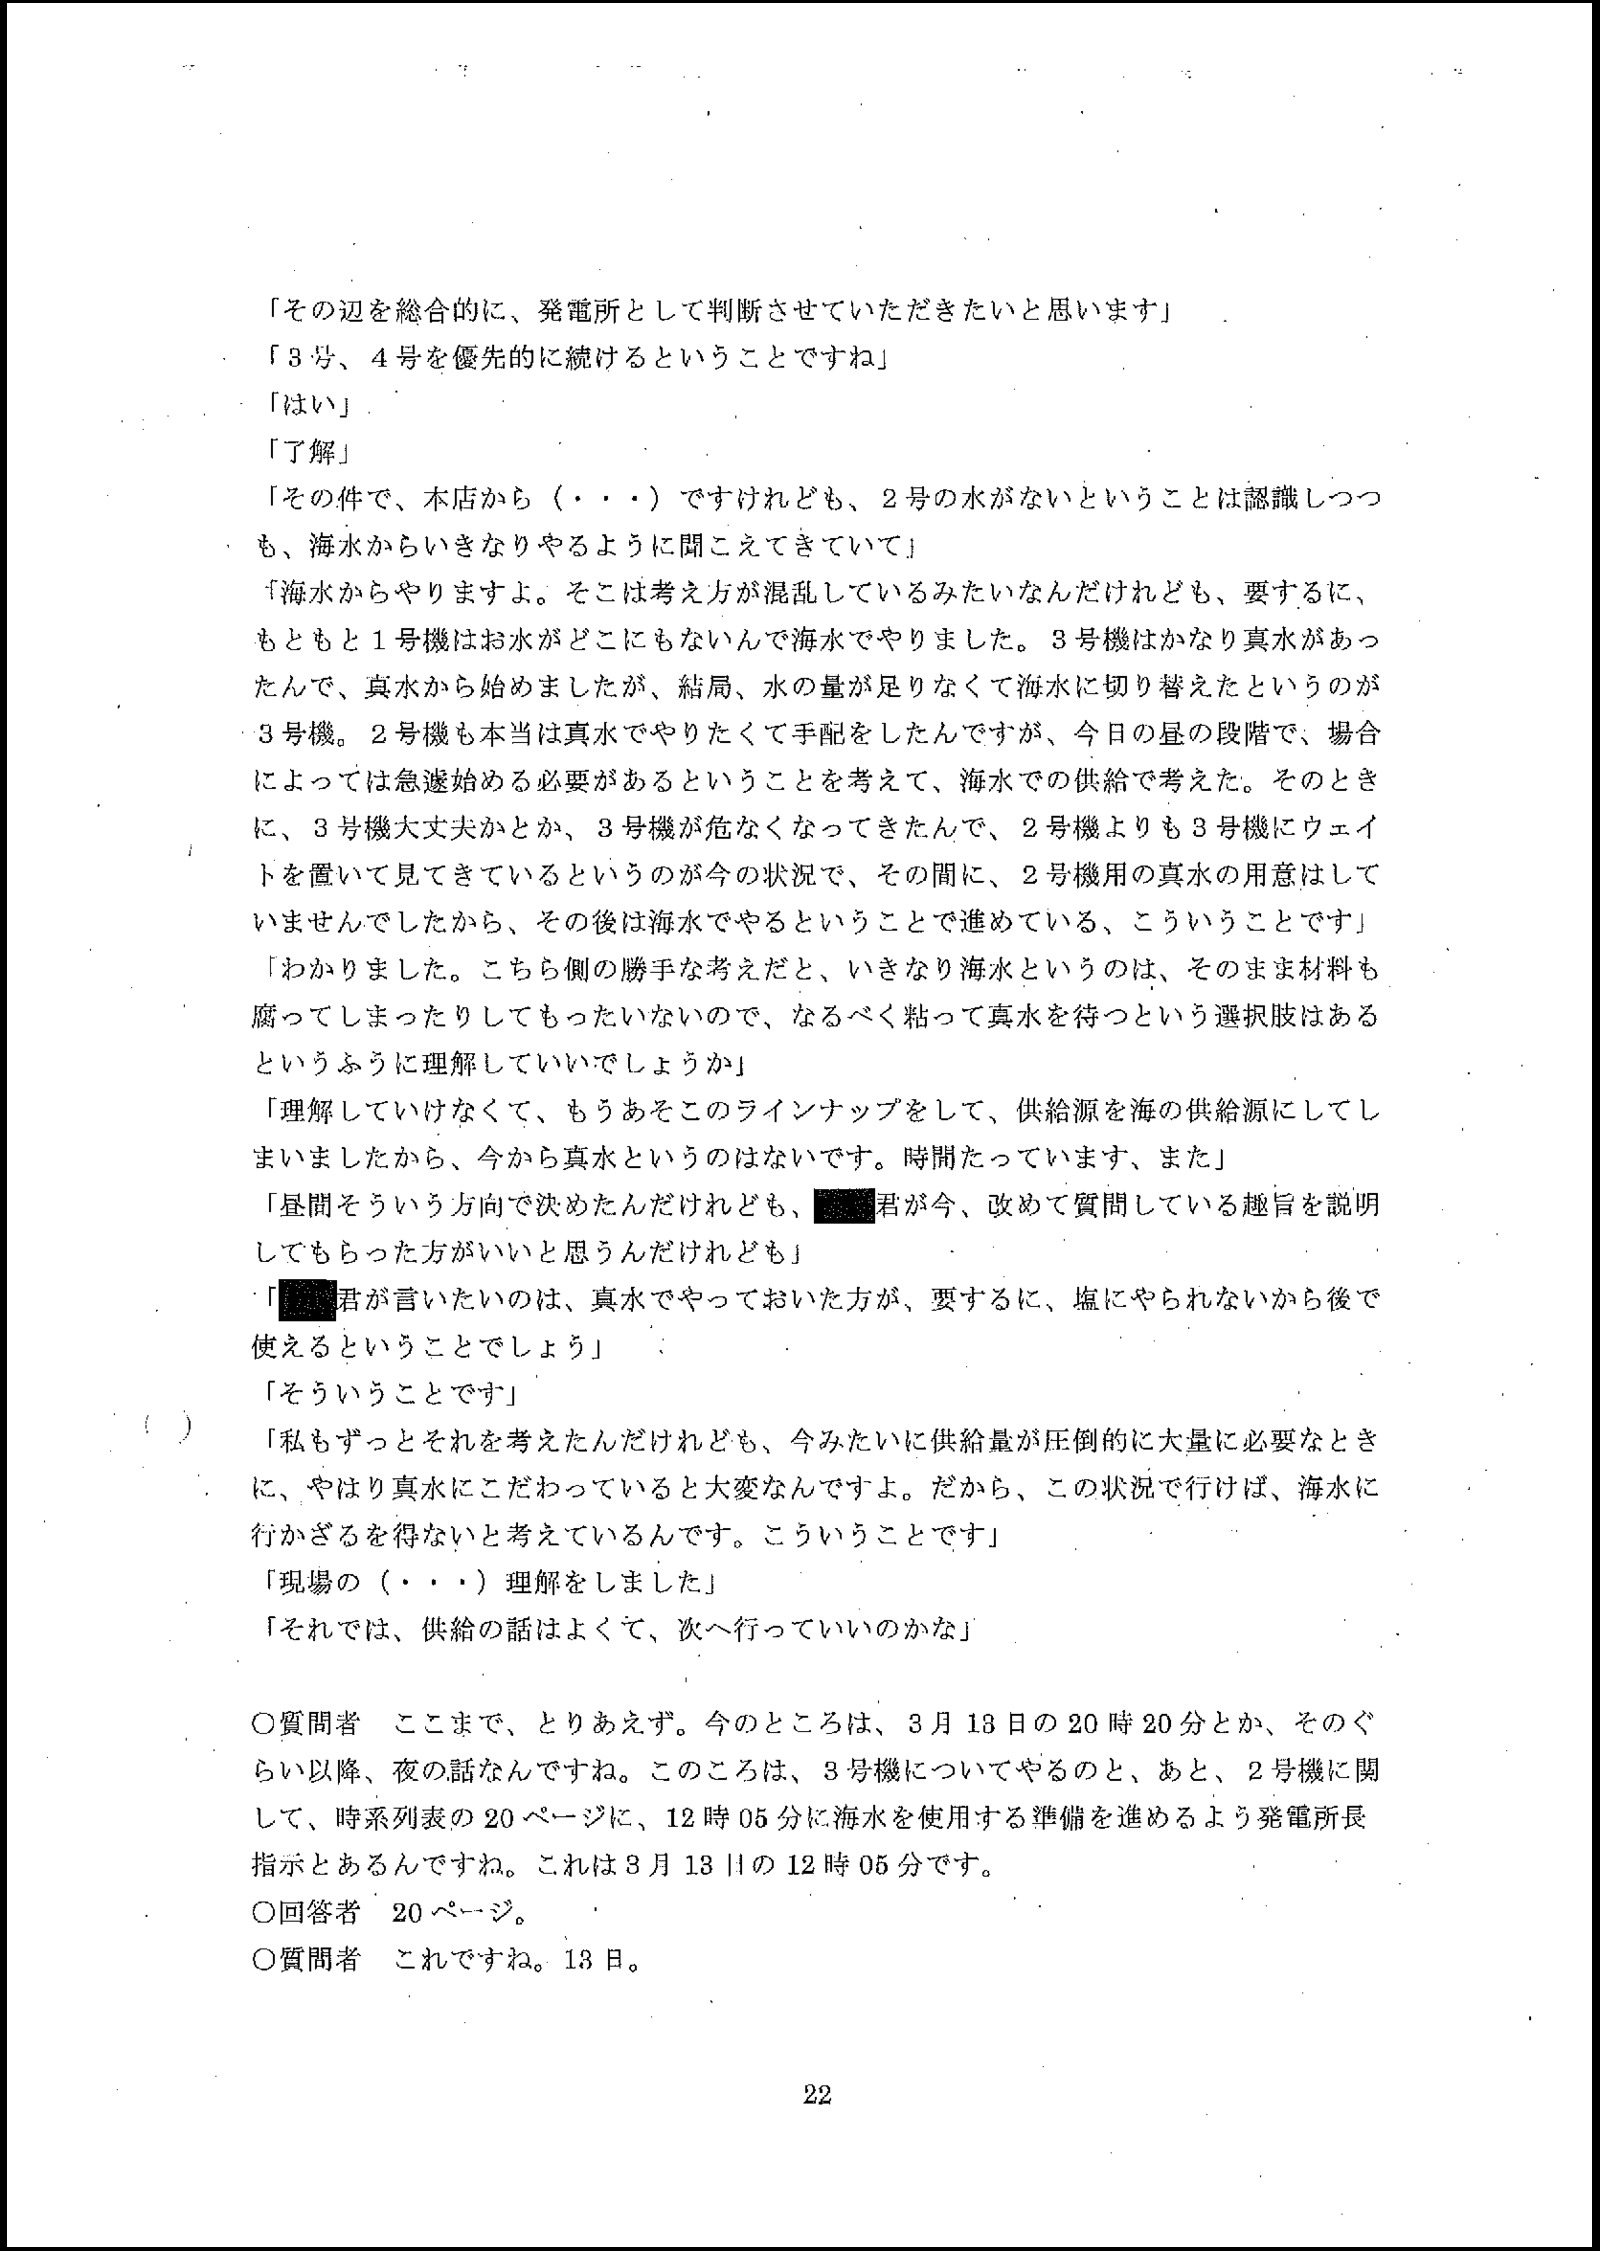 「その辺を総合的に、発電所として判断させていただきたいと思います」
「３号、４号を優先的に続けるということですね」
「はい」
「了解」
「その件で、本店から（・・・）ですけれども、２号の水がないということは認識しつつ
も、海水からいきなりやるように聞こえてきていて」
「海水からやりますよ。そこは考え方が混乱しているみたいなんだけれども、要するに、
もともと１号機はお水がどこにもないんで海水でやりました。３号機はかなり真水があっ
たんで、真水から始めましたが、結局、水の量が足りなくて海水に切り替えたというのが
３号機。２号機も本当は真水でやりたくて手配をしたんですが、今日の昼の段階で、場合
によっては急遽始める必要があるということを考えて、海水での供給で考えた。そのとき
に、３号機大丈夫かとか、３号機が危なくなってきたんで、２号機よりも３号機にウェイ
トを置いて見てきているというのが今の状況で、その間に、２号機用の真水の用意はして
いませんでしたから、その後は海水でやるということで進めている、こういうことです」
「わかりました。こちら側の勝手な考えだと、いきなり海水というのは、そのまま材料も
腐ってしまったりしてもったいないので、なるべく粘って真水を待つという選択肢はある
というふうに理解していいでしょうか」
「理解していけなくて、もうあそこのラインナップをして、供給源を海の供給源にしてし
まいましたから、今から真水というのはないです。時間たっています、また」
「昼間そういう方向で決めたんだけれども、君が今、改めて質問している趣旨を説明
してもらった方がいいと思うんだけれども」
「君が言いたいのは、真水でやっておいた方が、要するに、塩にやられないから後で
使えるということでしょう」
「そういうことです」
「私もずっとそれを考えたんだけれども、今みたいに供給量が圧倒的に大量に必要なとき
に、やはり真水にこだわっていると大変なんですよ。だから、この状況で行けば、海水に
行かざるを得ないと考えているんです。こういうことです」
「現場の（・・・）理解をしました」
「それでは、供給の話はよくて、次へ行っていいのかな」
○質問者　ここまで、とりあえず。今のところは、３月 13 日の 20 時 20 分とか、そのぐ
らい以降、夜の話なんですね。このころは、３号機についてやるのと、あと、２号機に関
して、時系列表の 20 ページに、12 時 05 分に海水を使用する準備を進めるよう発電所長
指示とあるんですね。これは３月 13 日の 12 時 05 分です。
○回答者　20 ページ。
○質問者　これですね。13 日。
22